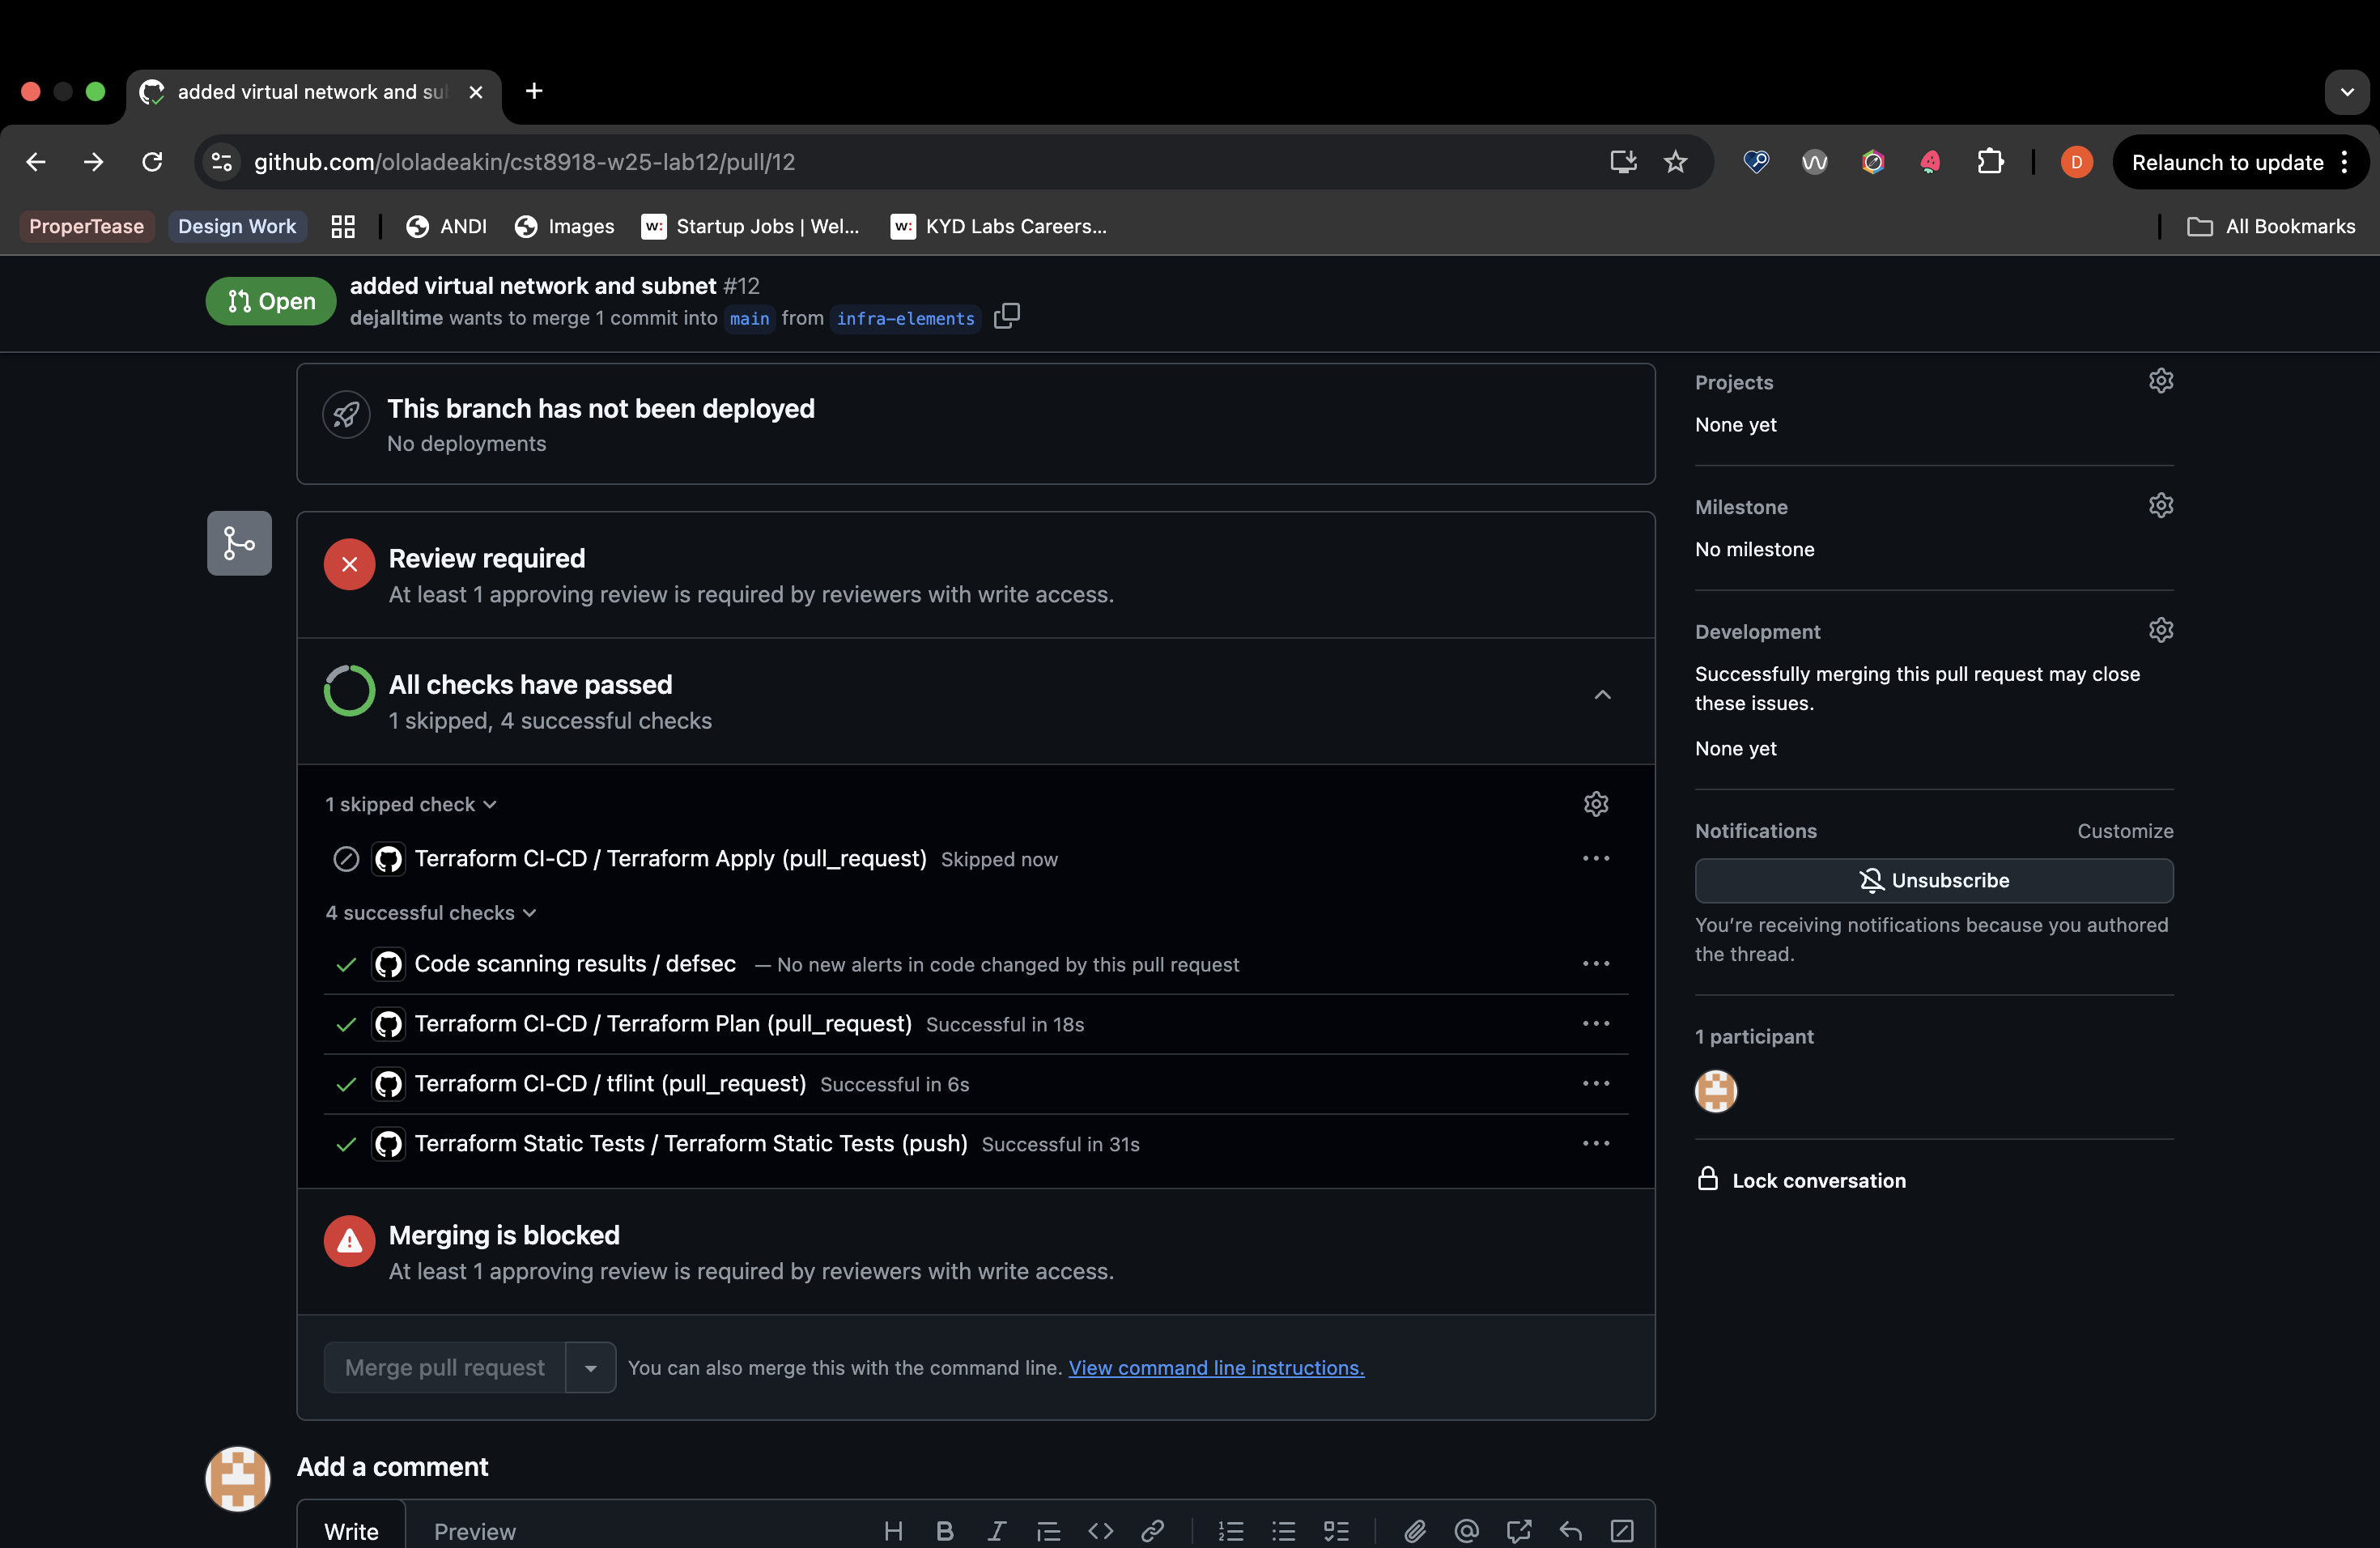 added virtual network and su
github.com/ololadeakin/cst8918-w25-lab12/pull/12
D
Relaunch to update
ProperTease
Design Work
ANDI
Images
w: Startup Jobs | Wel...
w: KYD Labs Careers...
All Bookmarks
Open
added virtual network and subnet #12
dejalltime wants to merge 1 commit into main from infra-elements
This branch has not been deployed
No deployments
Review required
At least 1 approving review is required by reviewers with write access.
All checks have passed
1 skipped, 4 successful checks
1 skipped check
Terraform CI-CD / Terraform Apply (pull_request) Skipped now
4 successful checks
Code scanning results / defsec — No new alerts in code changed by this pull request
Terraform CI-CD / Terraform Plan (pull_request) Successful in 18s
Terraform CI-CD / tflint (pull_request) Successful in 6s
Terraform Static Tests / Terraform Static Tests (push) Successful in 31s
Merging is blocked
At least 1 approving review is required by reviewers with write access.
Merge pull request
You can also merge this with the command line. View command line instructions.
Add a comment
Write
Preview
Projects
None yet
Milestone
No milestone
Development
Successfully merging this pull request may close
these issues.
None yet
Notifications
Customize
Unsubscribe
You're receiving notifications because you authored
the thread.
1 participant
Lock conversation